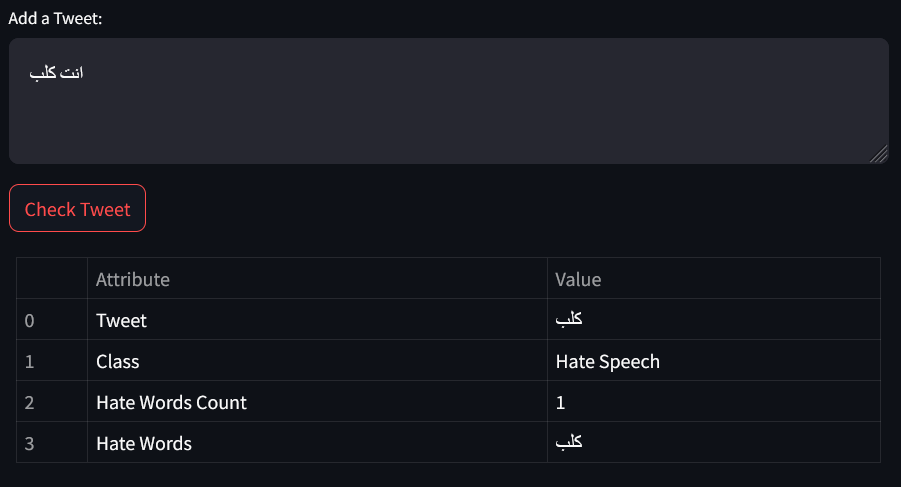 Add a Tweet:
انت كلب
Check Tweet
Attribute Value
0 Tweet كلب
1 Class Hate Speech
2 Hate Words Count 1
3 Hate Words كلب